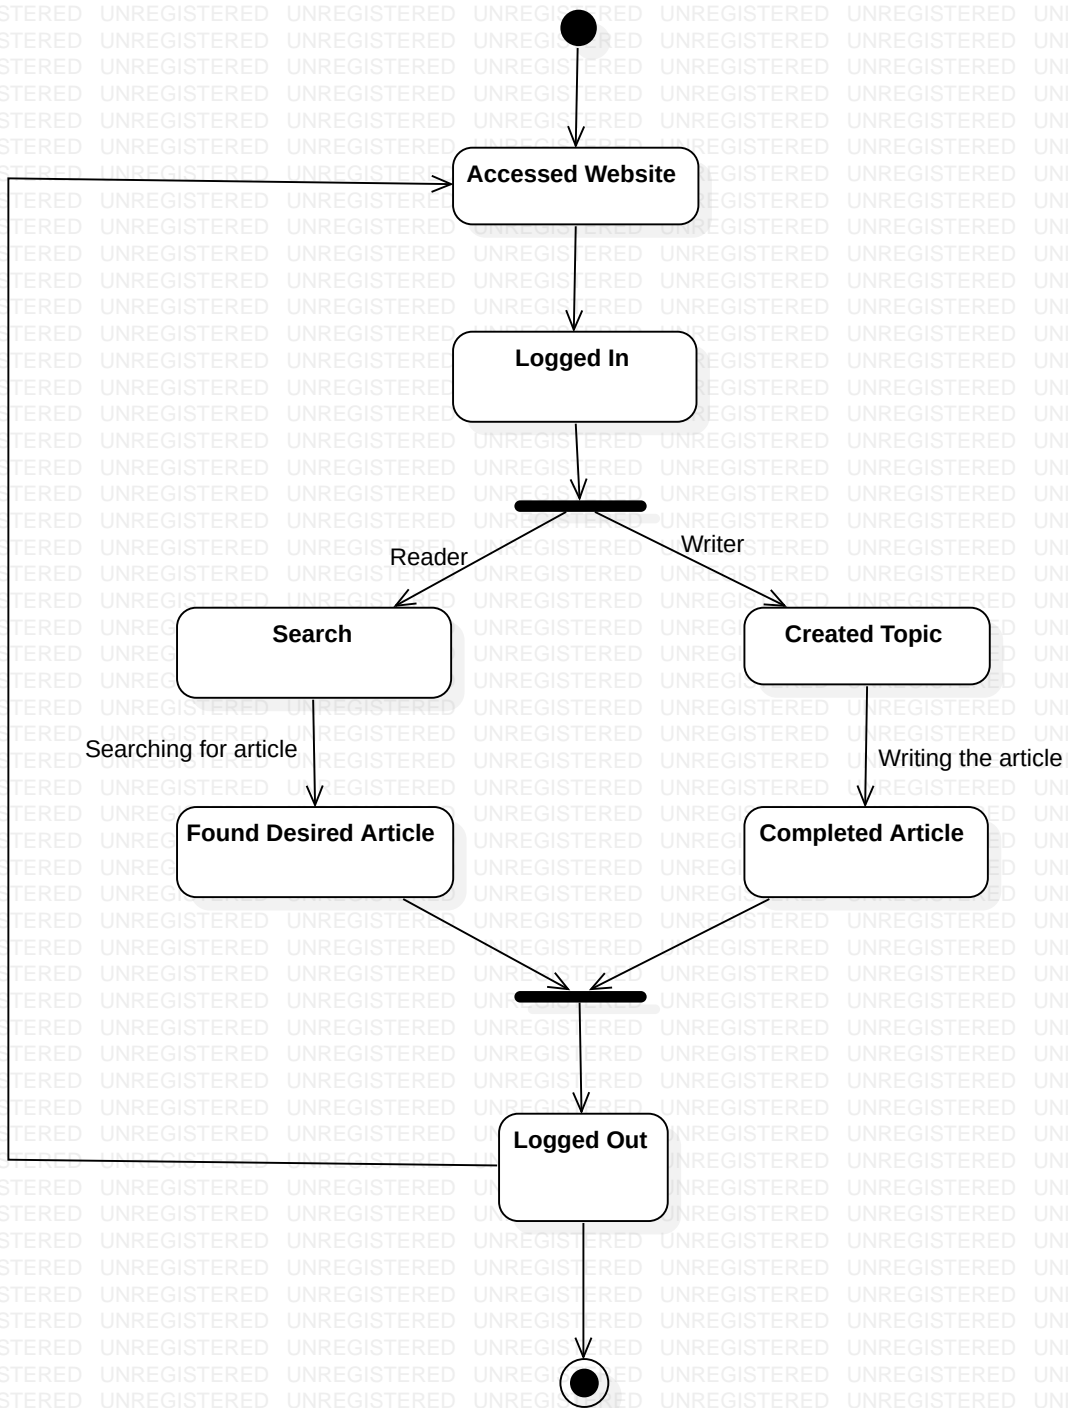 Accessed Website
Logged In
Reader
Writer
Search
Created Topic
Searching for article
Writing the article
Found Desired Article
Completed Article
Logged Out
UNREGISTERED